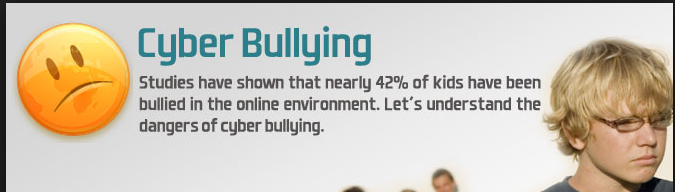 Cyber Bullying
Studies have shown that nearly 42% of kids have been
bullied in the online environment. Let's understand the
dangers of cyber bullying.